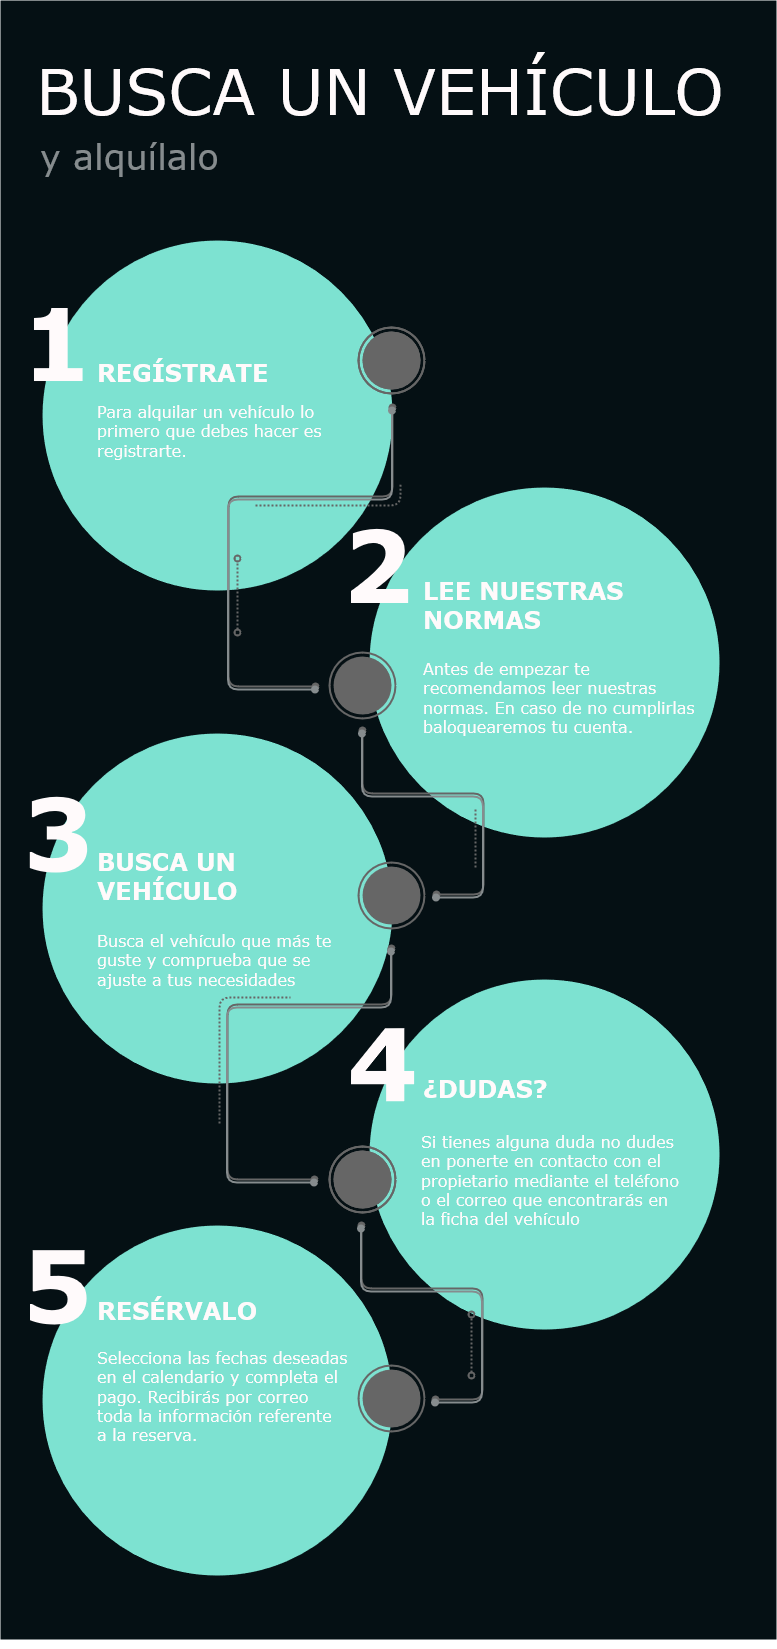 BUSCA UN VEHÍCULO
y alquílalo
1
REGÍSTRATE
Para alquilar un vehículo lo
primero que debes hacer es
registrarte.
2
LEE NUESTRAS
NORMAS
Antes de empezar te
recomendamos leer nuestras
normas. En caso de no cumplirlas
baloquearemos tu cuenta.
3
BUSCA UN
VEHÍCULO
Busca el vehículo que más te
guste y comprueba que se
ajuste a tus necesidades
4
¿DUDAS?
Si tienes alguna duda no dudes
en ponerte en contacto con el
propietario mediante el teléfono
o el correo que encontrarás en
la ficha del vehículo
5
RESÉRVALO
Selecciona las fechas deseadas
en el calendario y completa el
pago. Recibirás por correo
toda la información referente
a la reserva.